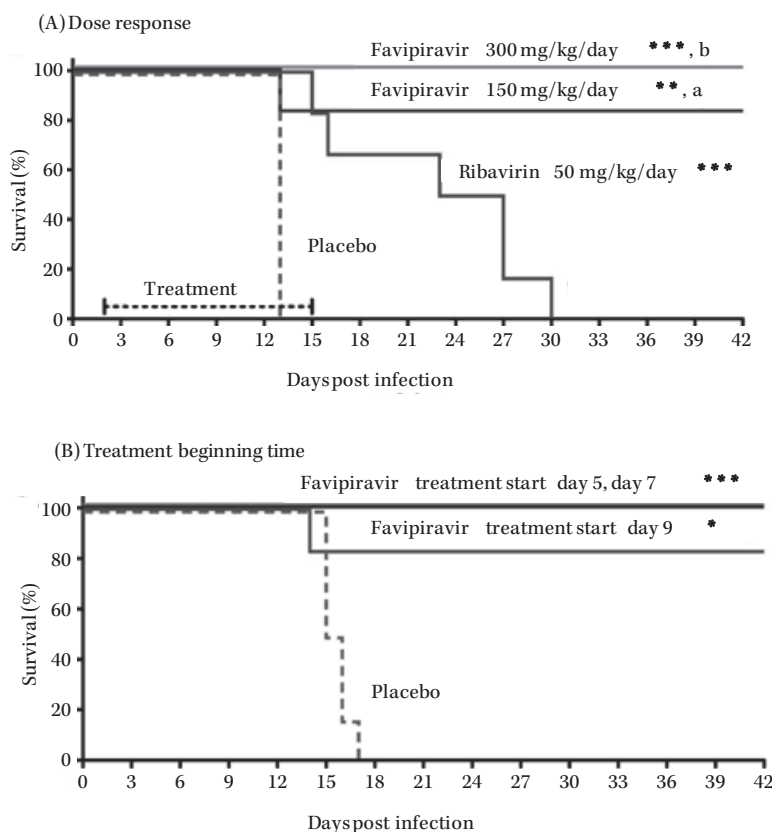 (A) Dose response
Favipiravir 300 mg/kg/day ***, b
Favipiravir 150 mg/kg/day **, a
Ribavirin 50 mg/kg/day ***
Placebo
Treatment
Survival (%)
100
80
60
40
20
0
0 3 6 9 12 15 18 21 24 27 30 33 36 39 42
Days post infection
(B) Treatment beginning time
Favipiravir treatment start day 5, day 7 ***
Favipiravir treatment start day 9 *
Placebo
Survival (%)
100
80
60
40
20
0
0 3 6 9 12 15 18 21 24 27 30 33 36 39 42
Days post infection